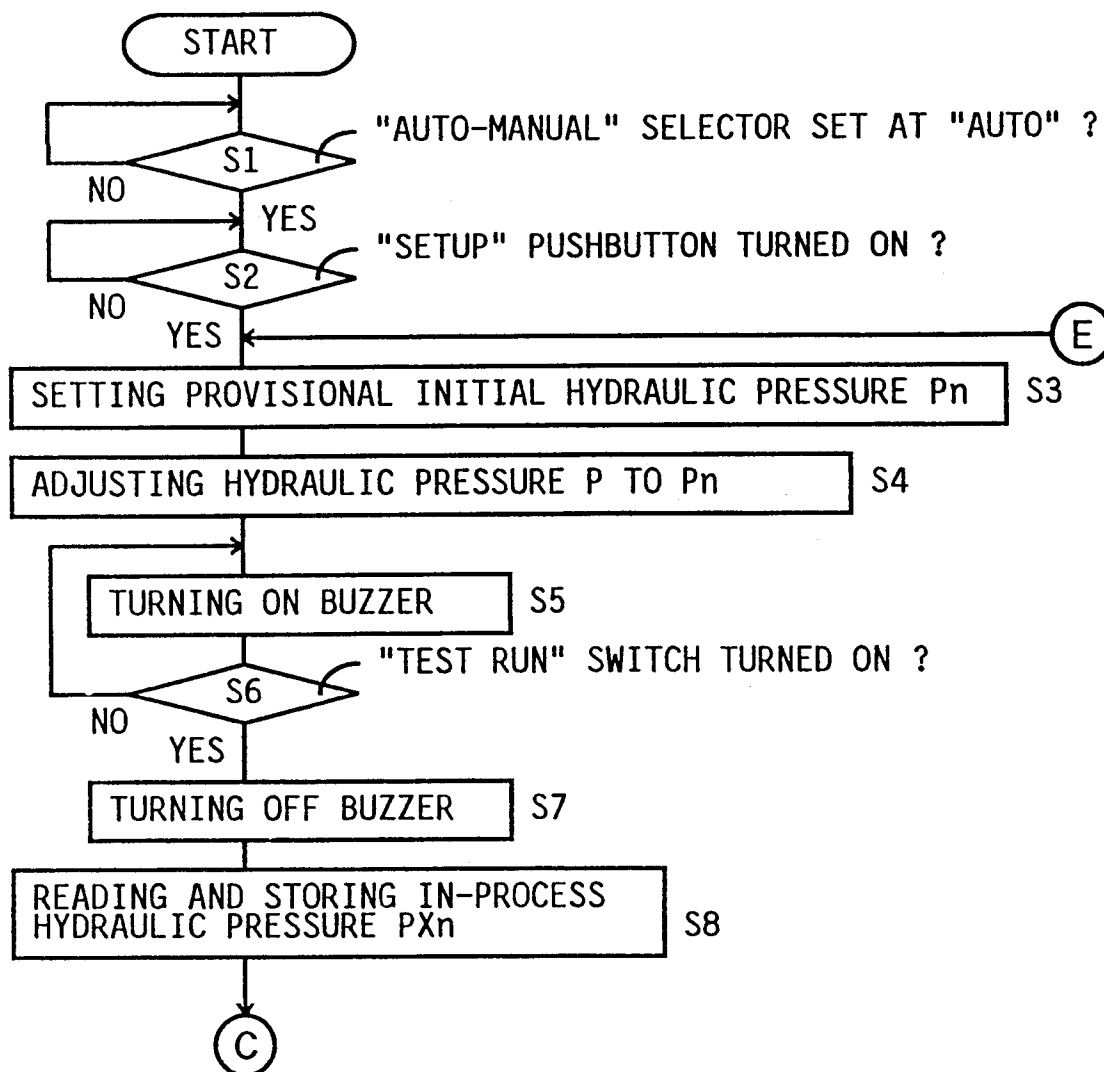 START
"AUTO-MANUAL" SELECTOR SET AT "AUTO" ?
S1
NO
YES
"SETUP" PUSHBUTTON TURNED ON ?
S2
NO
YES
E
SETTING PROVISIONAL INITIAL HYDRAULIC PRESSURE Pn
S3
ADJUSTING HYDRAULIC PRESSURE P TO Pn
S4
TURNING ON BUZZER
S5
"TEST RUN" SWITCH TURNED ON ?
S6
NO
YES
TURNING OFF BUZZER
S7
READING AND STORING IN-PROCESS
HYDRAULIC PRESSURE PXn
S8
C